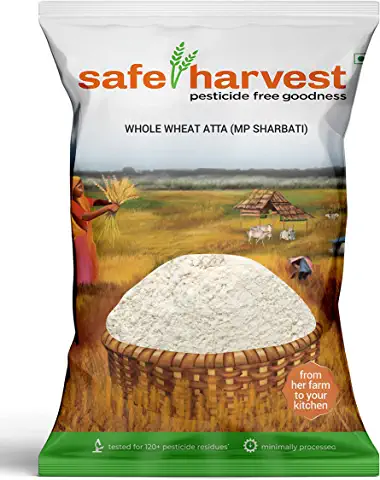 safe harvest
pesticide free goodness
WHOLE WHEAT ATTA (MP SHARBATI)
from
her farm
to your
kitchen
tested for 120+ pesticide residues*
minimally processed